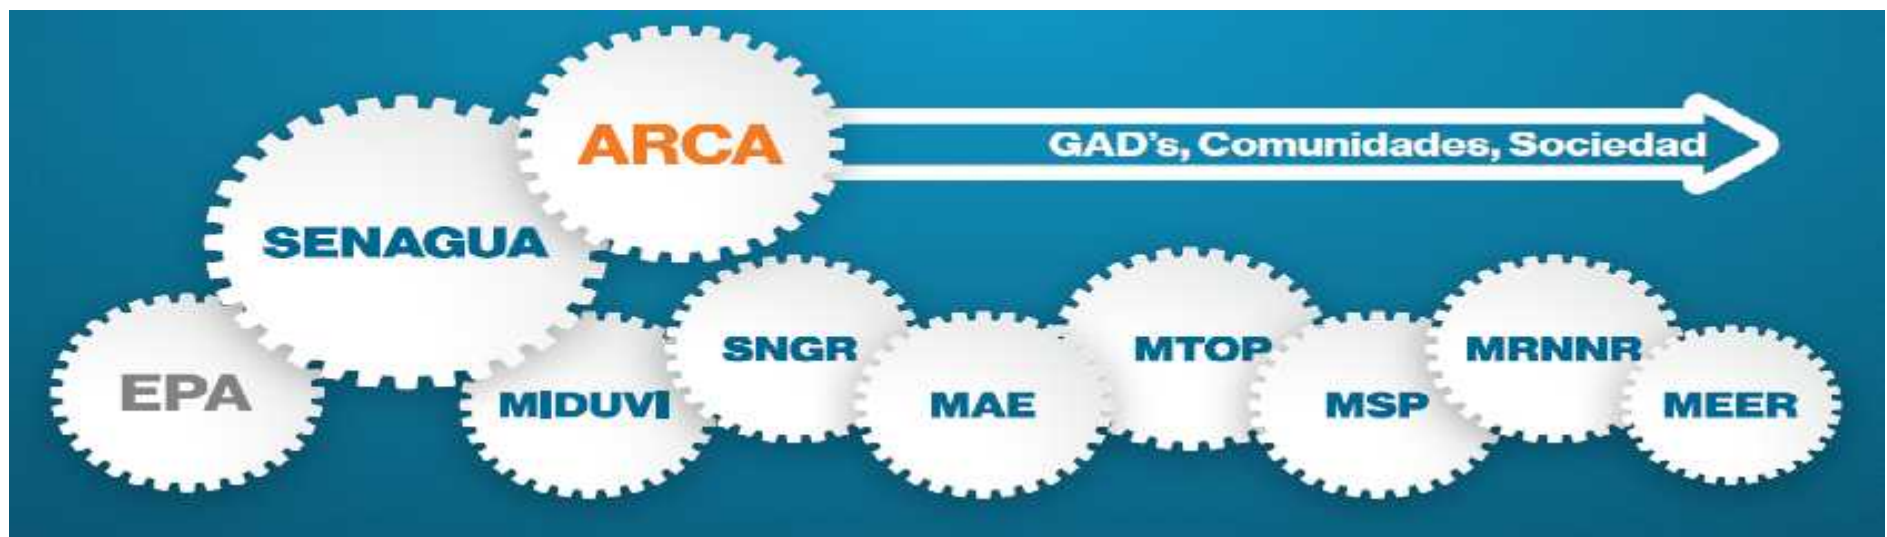 ARCA
GAD's, Comunidades, Sociedad
SENAGUA
EPA
MIDUVI
SNGR
MAE
MTOP
MSP
MRNNR
MEER